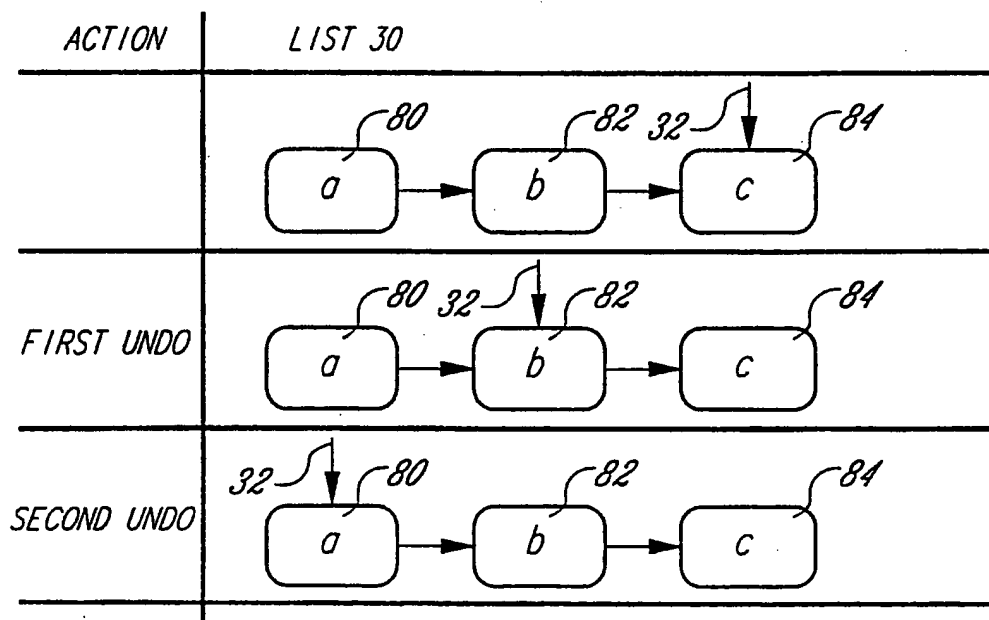 ACTION LIST 30
80 82 32 84
a b c
80 32 82 84
FIRST UNDO a b c
32 80 82 84
SECOND UNDO a b c